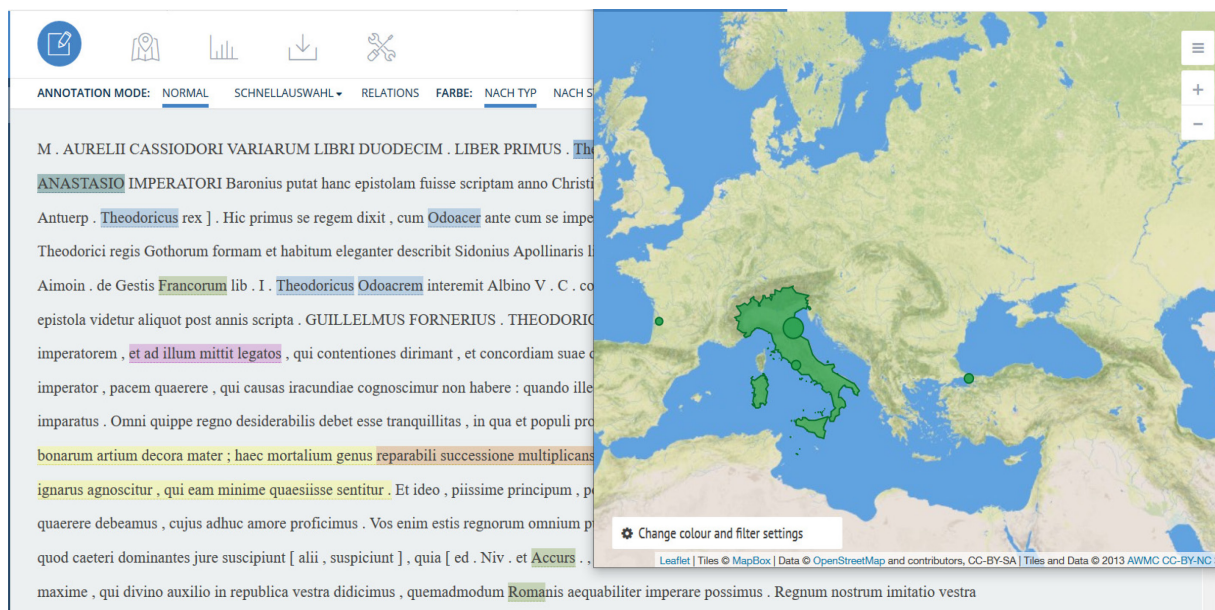 ANNOTATION MODE: NORMAL SCHNELLAUSWAHL RELATIONS FARBE: NACH TYP NACH
M . AURELII CASSIODORI VARIARUM LIBRI DUODECIM . LIBER PRIMUS .
ANASTASIO IMPERATORI Baronius putat hanc epistolam fuisse scriptam anno Christi
Antuerp . Theodoricus rex ] . Hic primus se regem dixit , cum Odoacer ante cum se
Theodorici regis Gothorum formam et habitum eleganter describit Sidonius Apollinaris
Aimoin . de Gestis Francorum lib . I . Theodoricus Odoacrem interemit Albino V . C .
epistola videtur aliquot post annis scripta . GUILLELMUS FORNERIUS .
imperatorem , et ad illum mittit legatos , qui contentiones dirimant , et concordiam suae
imperator , pacem quaerere , qui causas iracundiae cognoscimur non habere : quando
imparatus . Omni quippe regno desiderabilis debet esse tranquillitas , in qua et populi
bonarum artium decora mater ; haec mortalium genus reparabili successione multiplicans
ignarus agnoscitur , qui eam minime quaesiisse sentitur . Et ideo , piissime principum ,
quaerere debeamus , cujus adhuc amore proficimus . Vos enim estis regnorum omnium
quod caeteri dominantes jure suscipiunt [ alii , suspiciunt ] , quia [ ed . Niv . et Accurs . ,
maxime , qui divino auxilio in republica vestra didicimus , quemadmodum Romanis aequabiliter imperare possimus . Regnum nostrum imitatio vestra
+
−
Change colour and filter settings
Leaflet | Tiles © MapBox | Data © OpenStreetMap and contributors, CC-BY-SA | Tiles and Data © 2013 AWMC CC-BY-NC